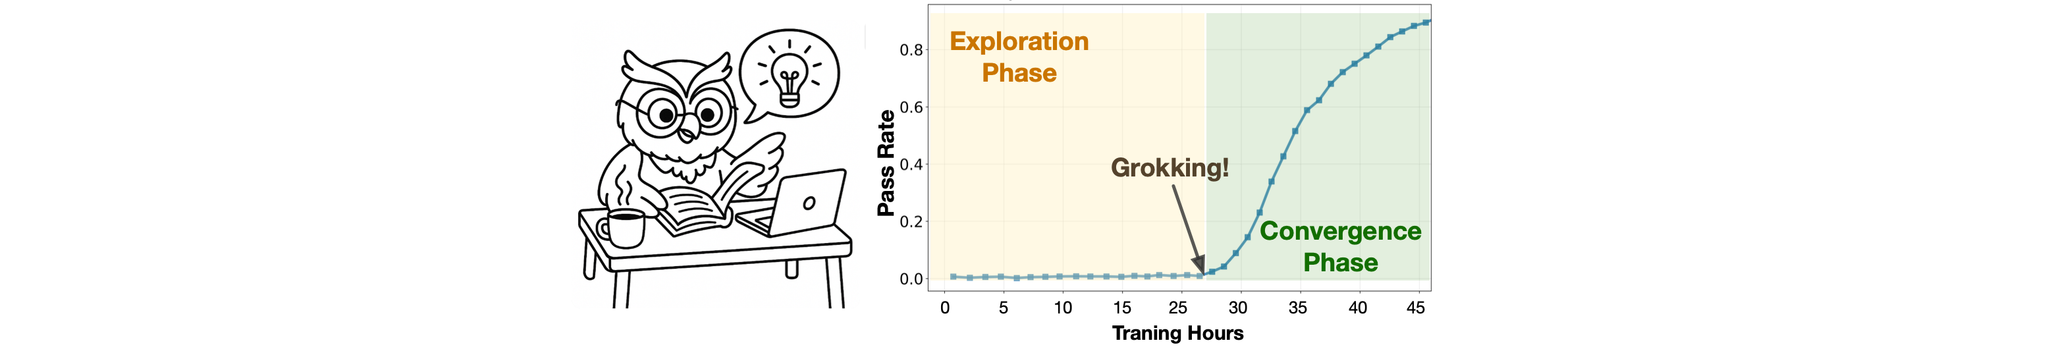 Exploration
Phase
Grokking!
Convergence
Phase
Pass Rate
0.8
0.6
0.4
0.2
0.0
0 5 10 15 25 30 35 40 45
Traning Hours